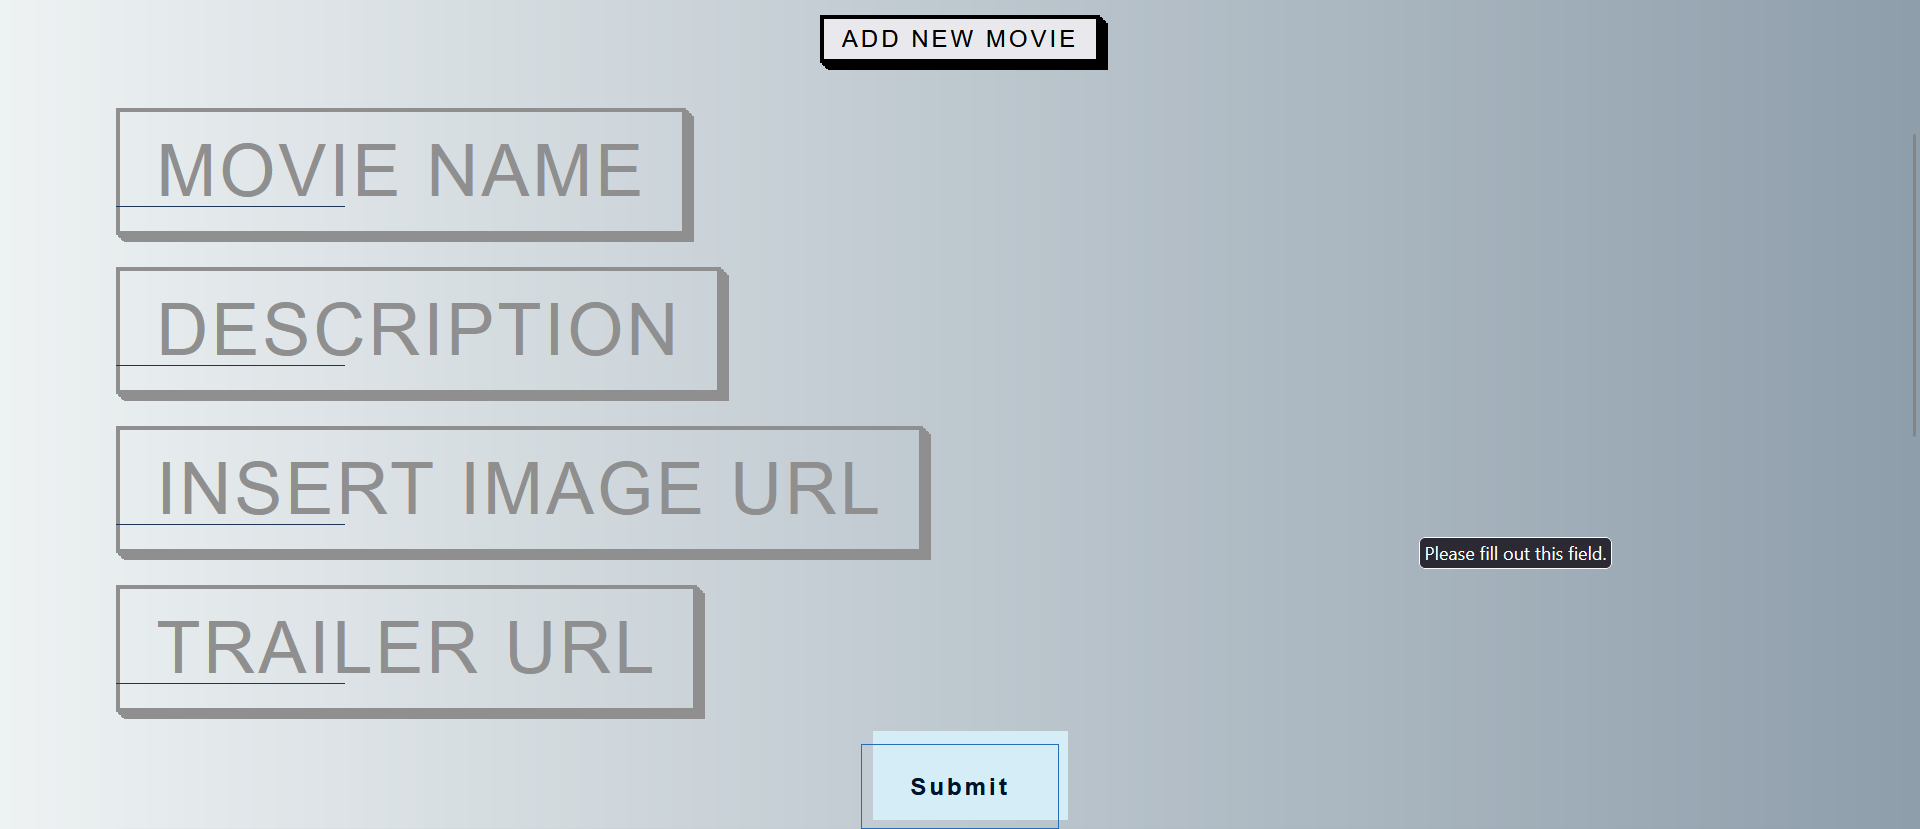 ADD NEW MOVIE
MOVIE NAME
DESCRIPTION
INSERT IMAGE URL
Please fill out this field.
TRAILER URL
Submit